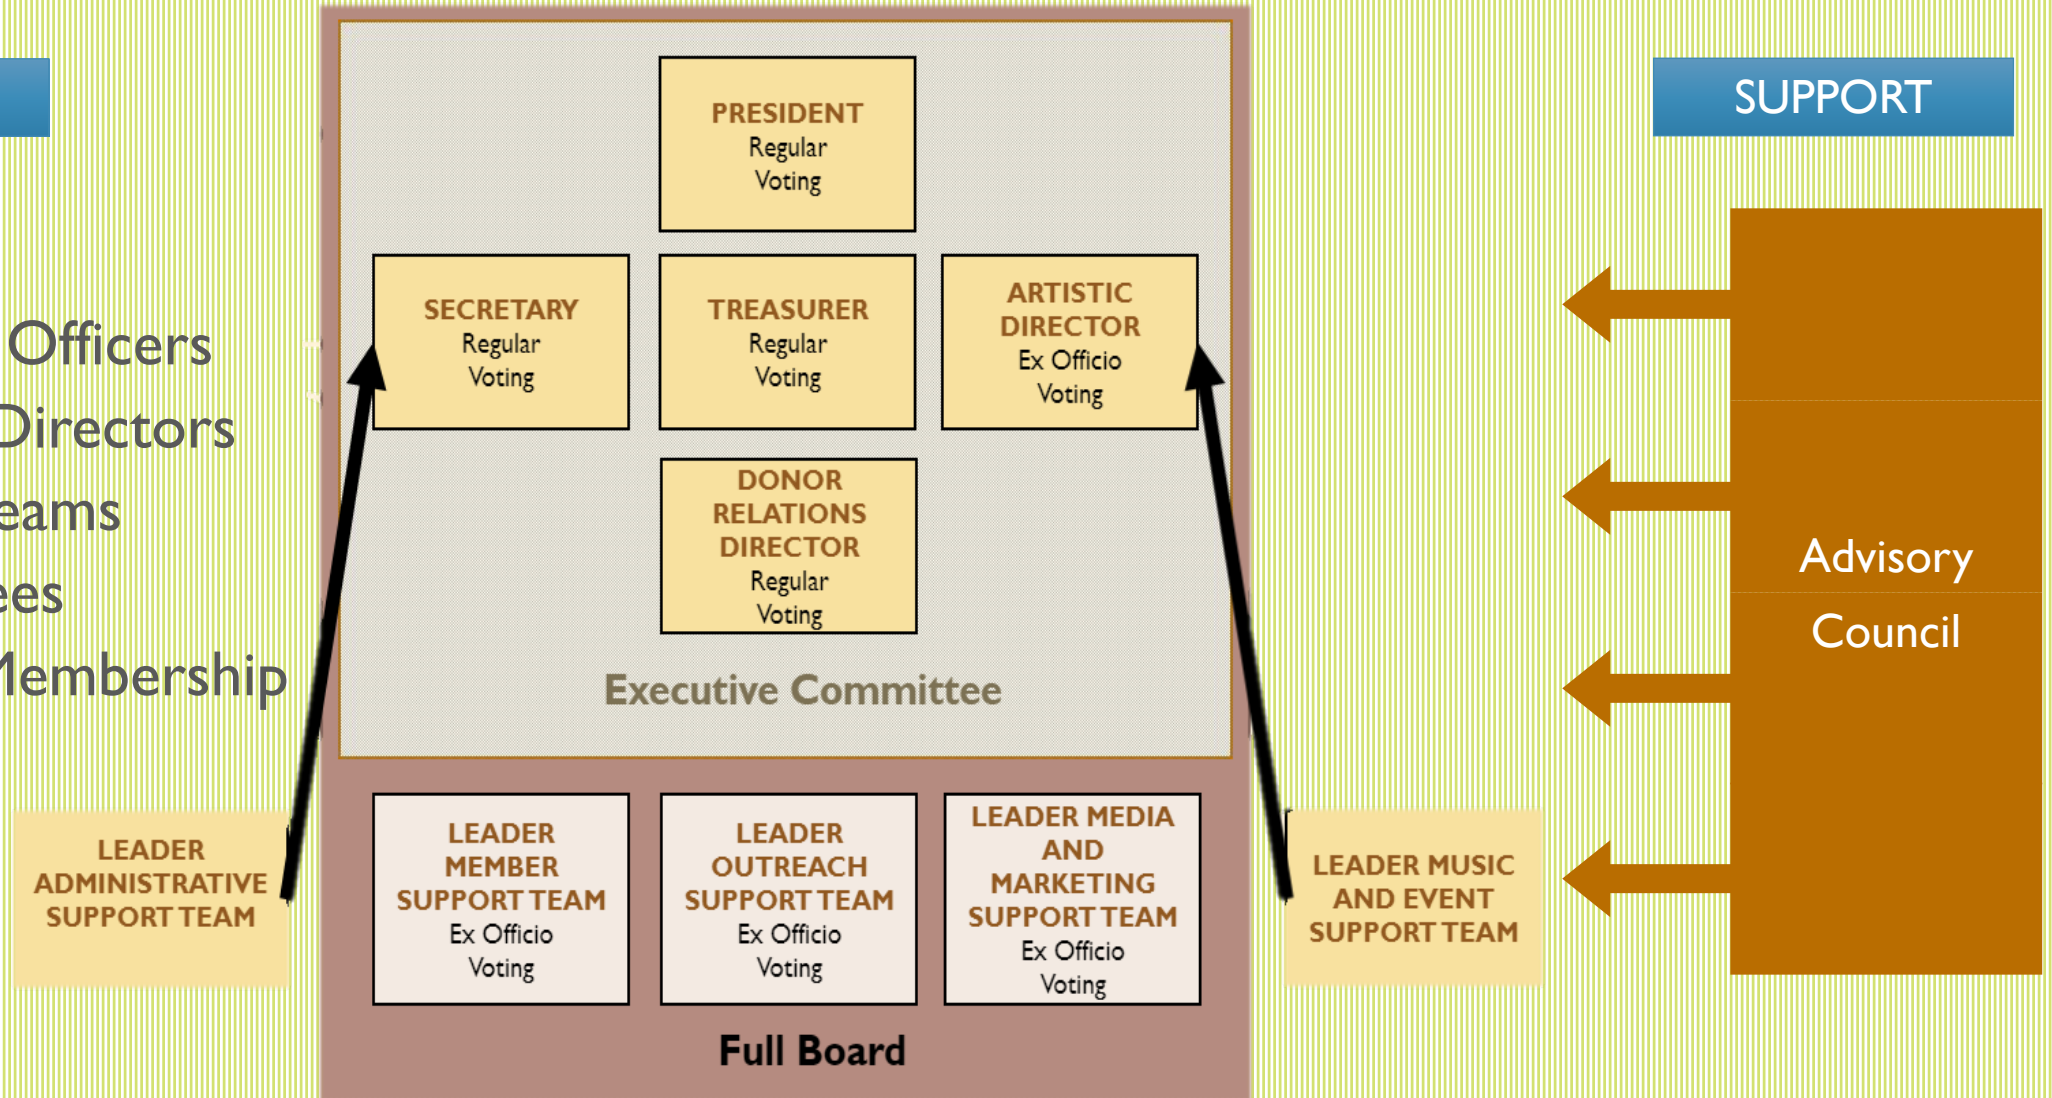 SUPPORT
PRESIDENT
Regular
Voting
SECRETARY
Regular
Voting
TREASURER
Regular
Voting
ARTISTIC
DIRECTOR
Ex Officio
Voting
DONOR
RELATIONS
DIRECTOR
Regular
Voting
Executive Committee
Officers
Directors
eams
ees
Membership
LEADER
ADMINISTRATIVE
SUPPORT TEAM
LEADER
MEMBER
SUPPORT TEAM
Ex Officio
Voting
LEADER
OUTREACH
SUPPORT TEAM
Ex Officio
Voting
LEADER MEDIA
AND
MARKETING
SUPPORT TEAM
Ex Officio
Voting
LEADER MUSIC
AND EVENT
SUPPORT TEAM
Full Board
Advisory
Council